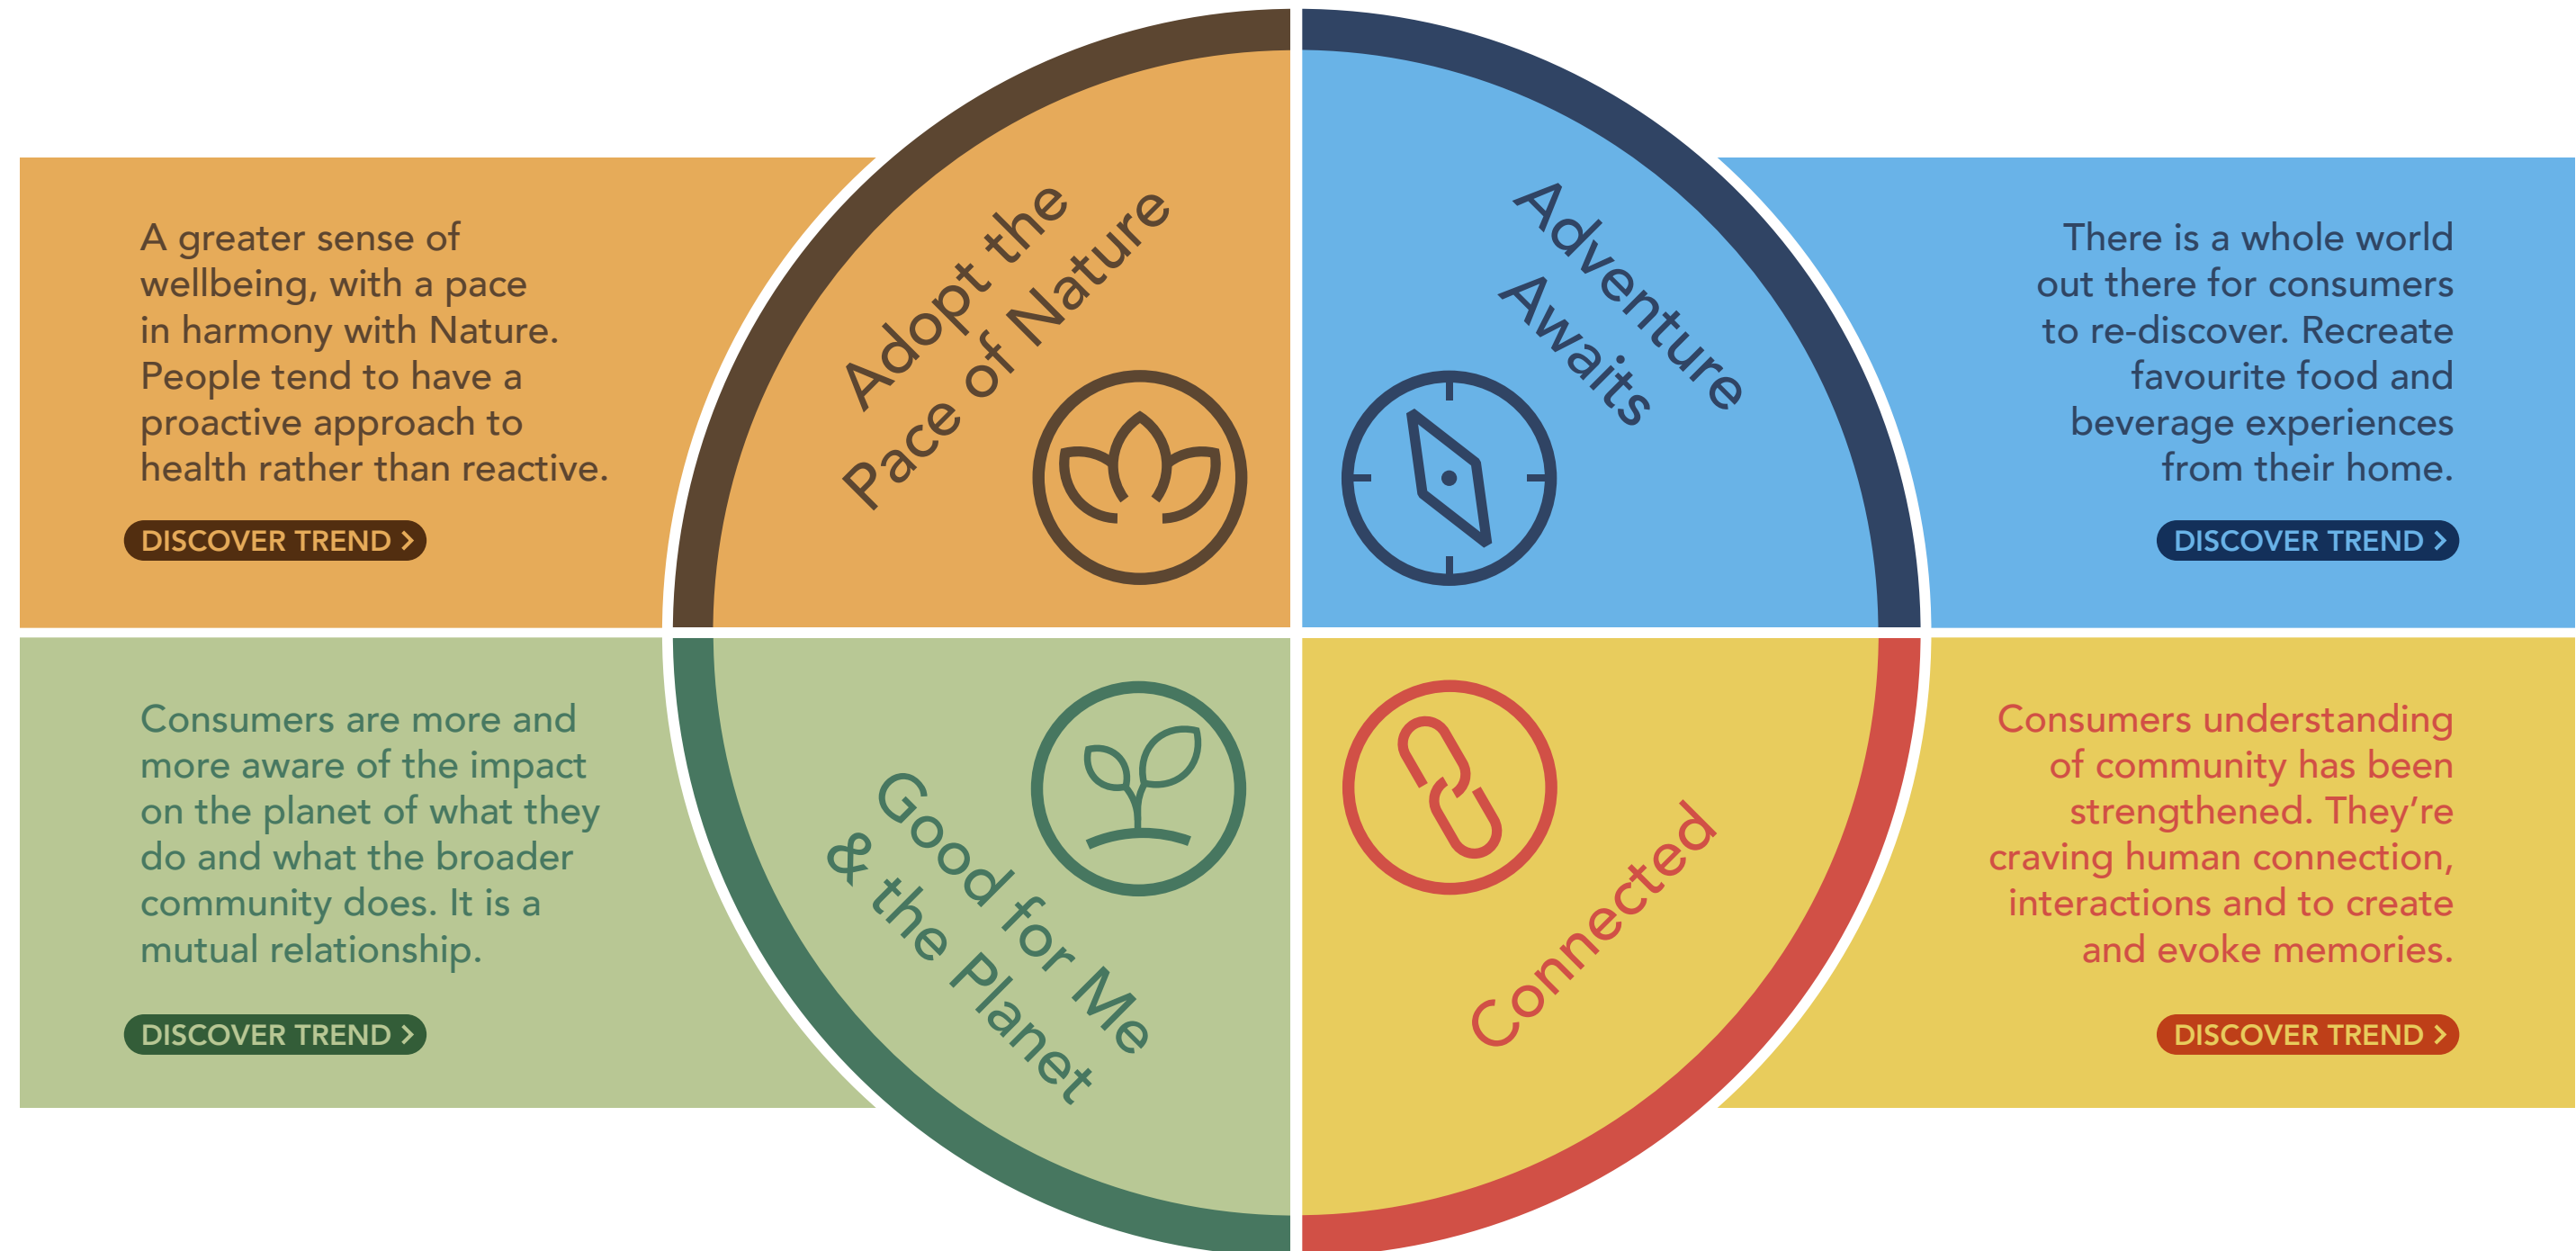 A greater sense of
wellbeing, with a pace
in harmony with Nature.
People tend to have a
proactive approach to
health rather than reactive.
DISCOVER TREND >
Adopt the
Pace of Nature
Adventure
Awaits
There is a whole world
out there for consumers
to re-discover. Recreate
favourite food and
beverage experiences
from their home.
DISCOVER TREND >
Consumers are more and
more aware of the impact
on the planet of what they
do and what the broader
community does. It is a
mutual relationship.
DISCOVER TREND >
Good for Me
& the Planet
Connected
Consumers understanding
of community has been
strengthened. They’re
craving human connection,
interactions and to create
and evoke memories.
DISCOVER TREND >